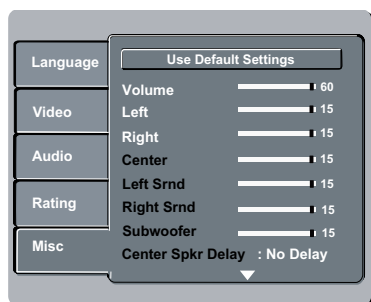 Language
Video
Audio
Rating
Misc
Use Default Settings
Volume 60
Left 15
Right 15
Center 15
Left Srnd 15
Right Srnd 15
Subwoofer 15
Center Spkr Delay : No Delay